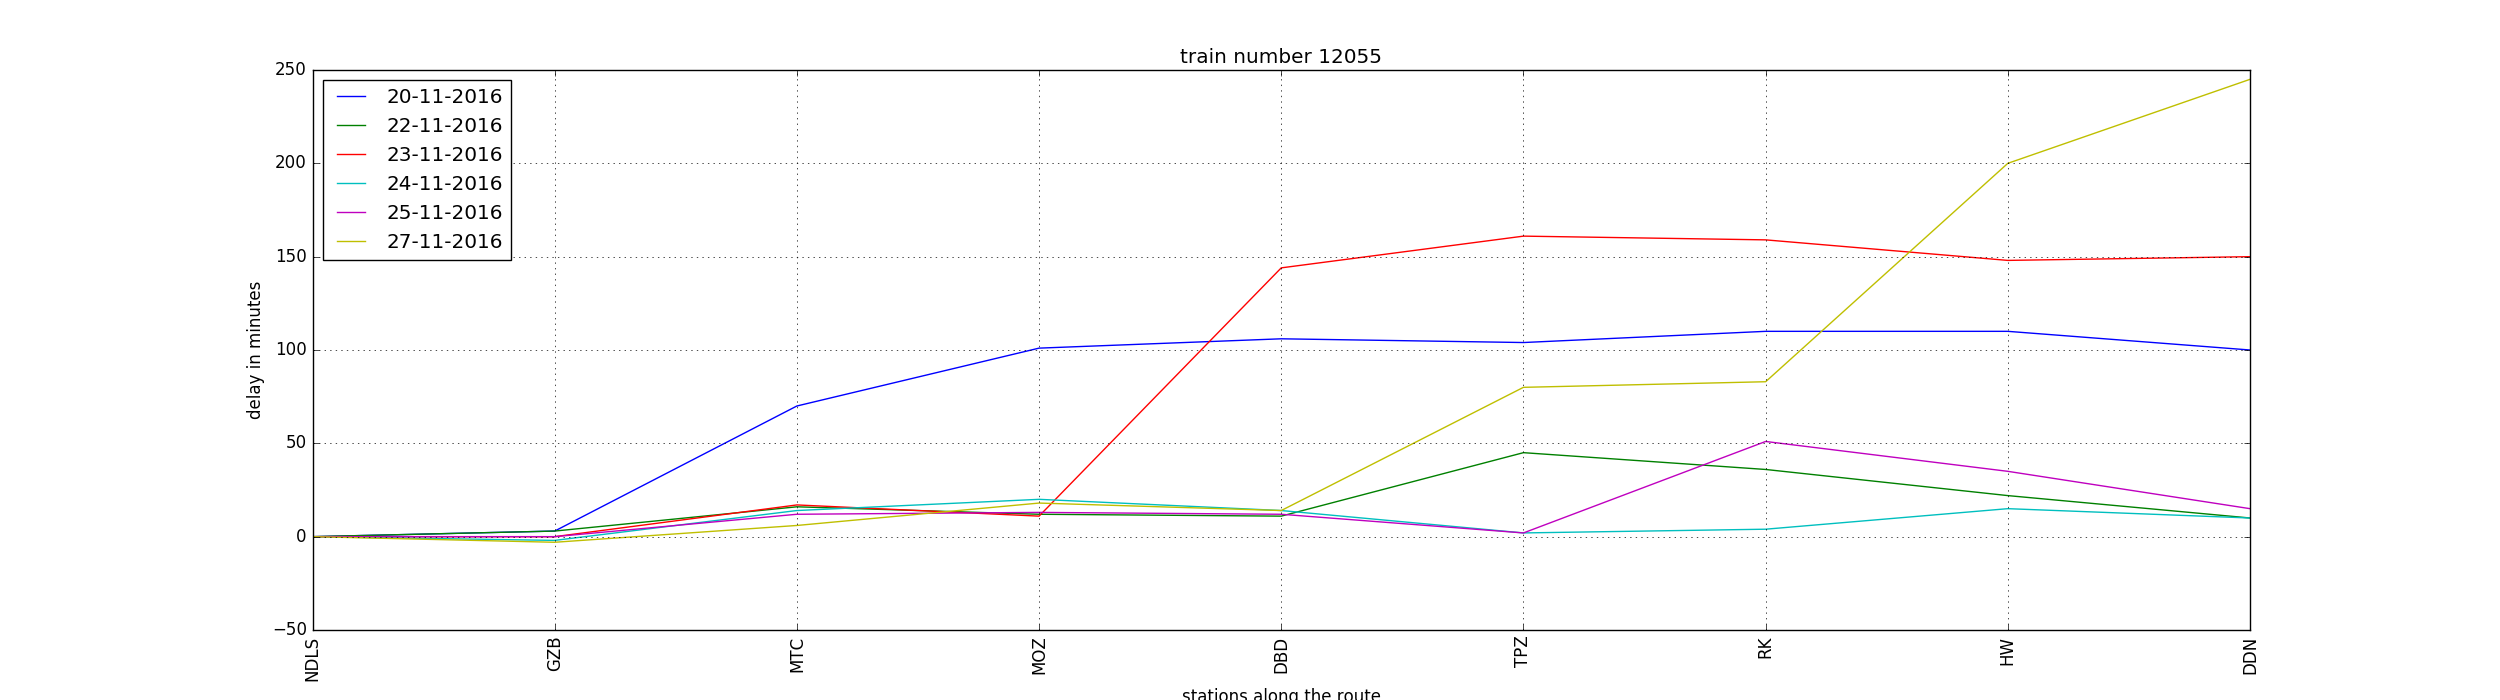 train number 12055
250
200
150
100
50
0
−50
delay in minutes
20-11-2016
22-11-2016
23-11-2016
24-11-2016
25-11-2016
27-11-2016
NDLS
GZB
MTC
MOZ
DBD
TPZ
RK
HW
DDN
stations along the route